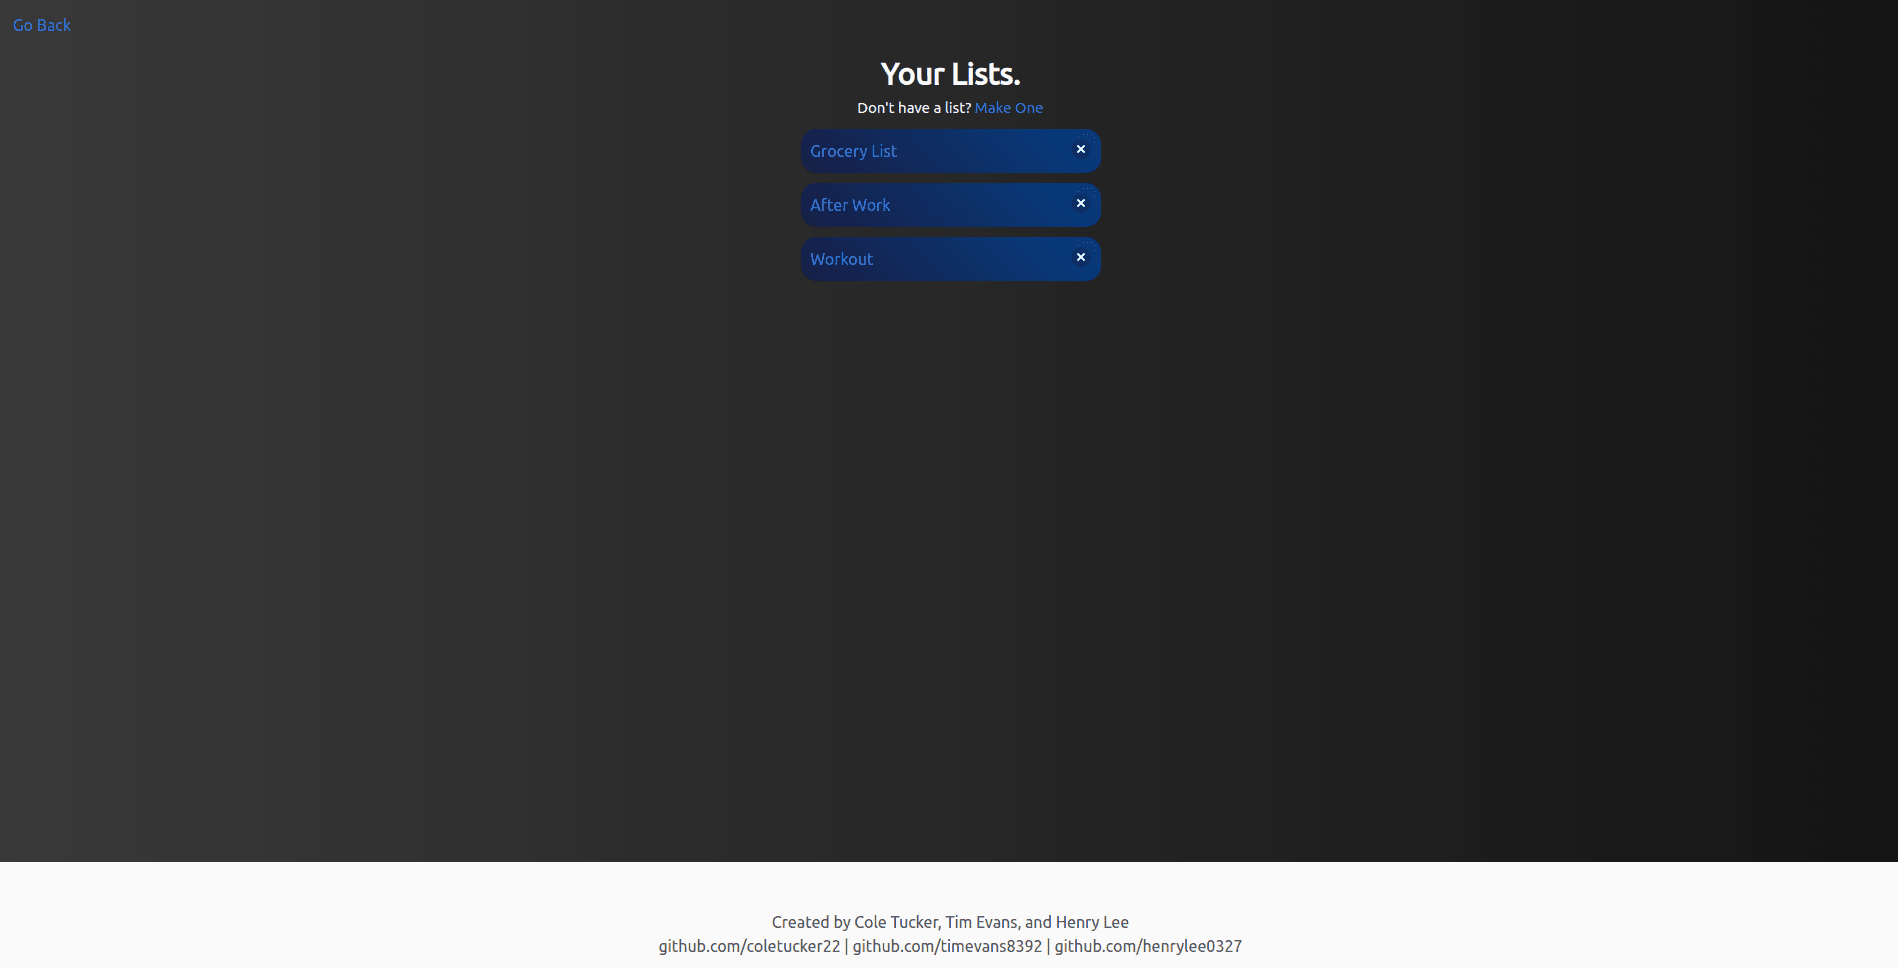 Go Back
Your Lists.
Don't have a list? Make One
Grocery List
After Work
Workout
Created by Cole Tucker, Tim Evans, and Henry Lee
github.com/coletucker22 | github.com/timevans8392 | github.com/henrylee0327